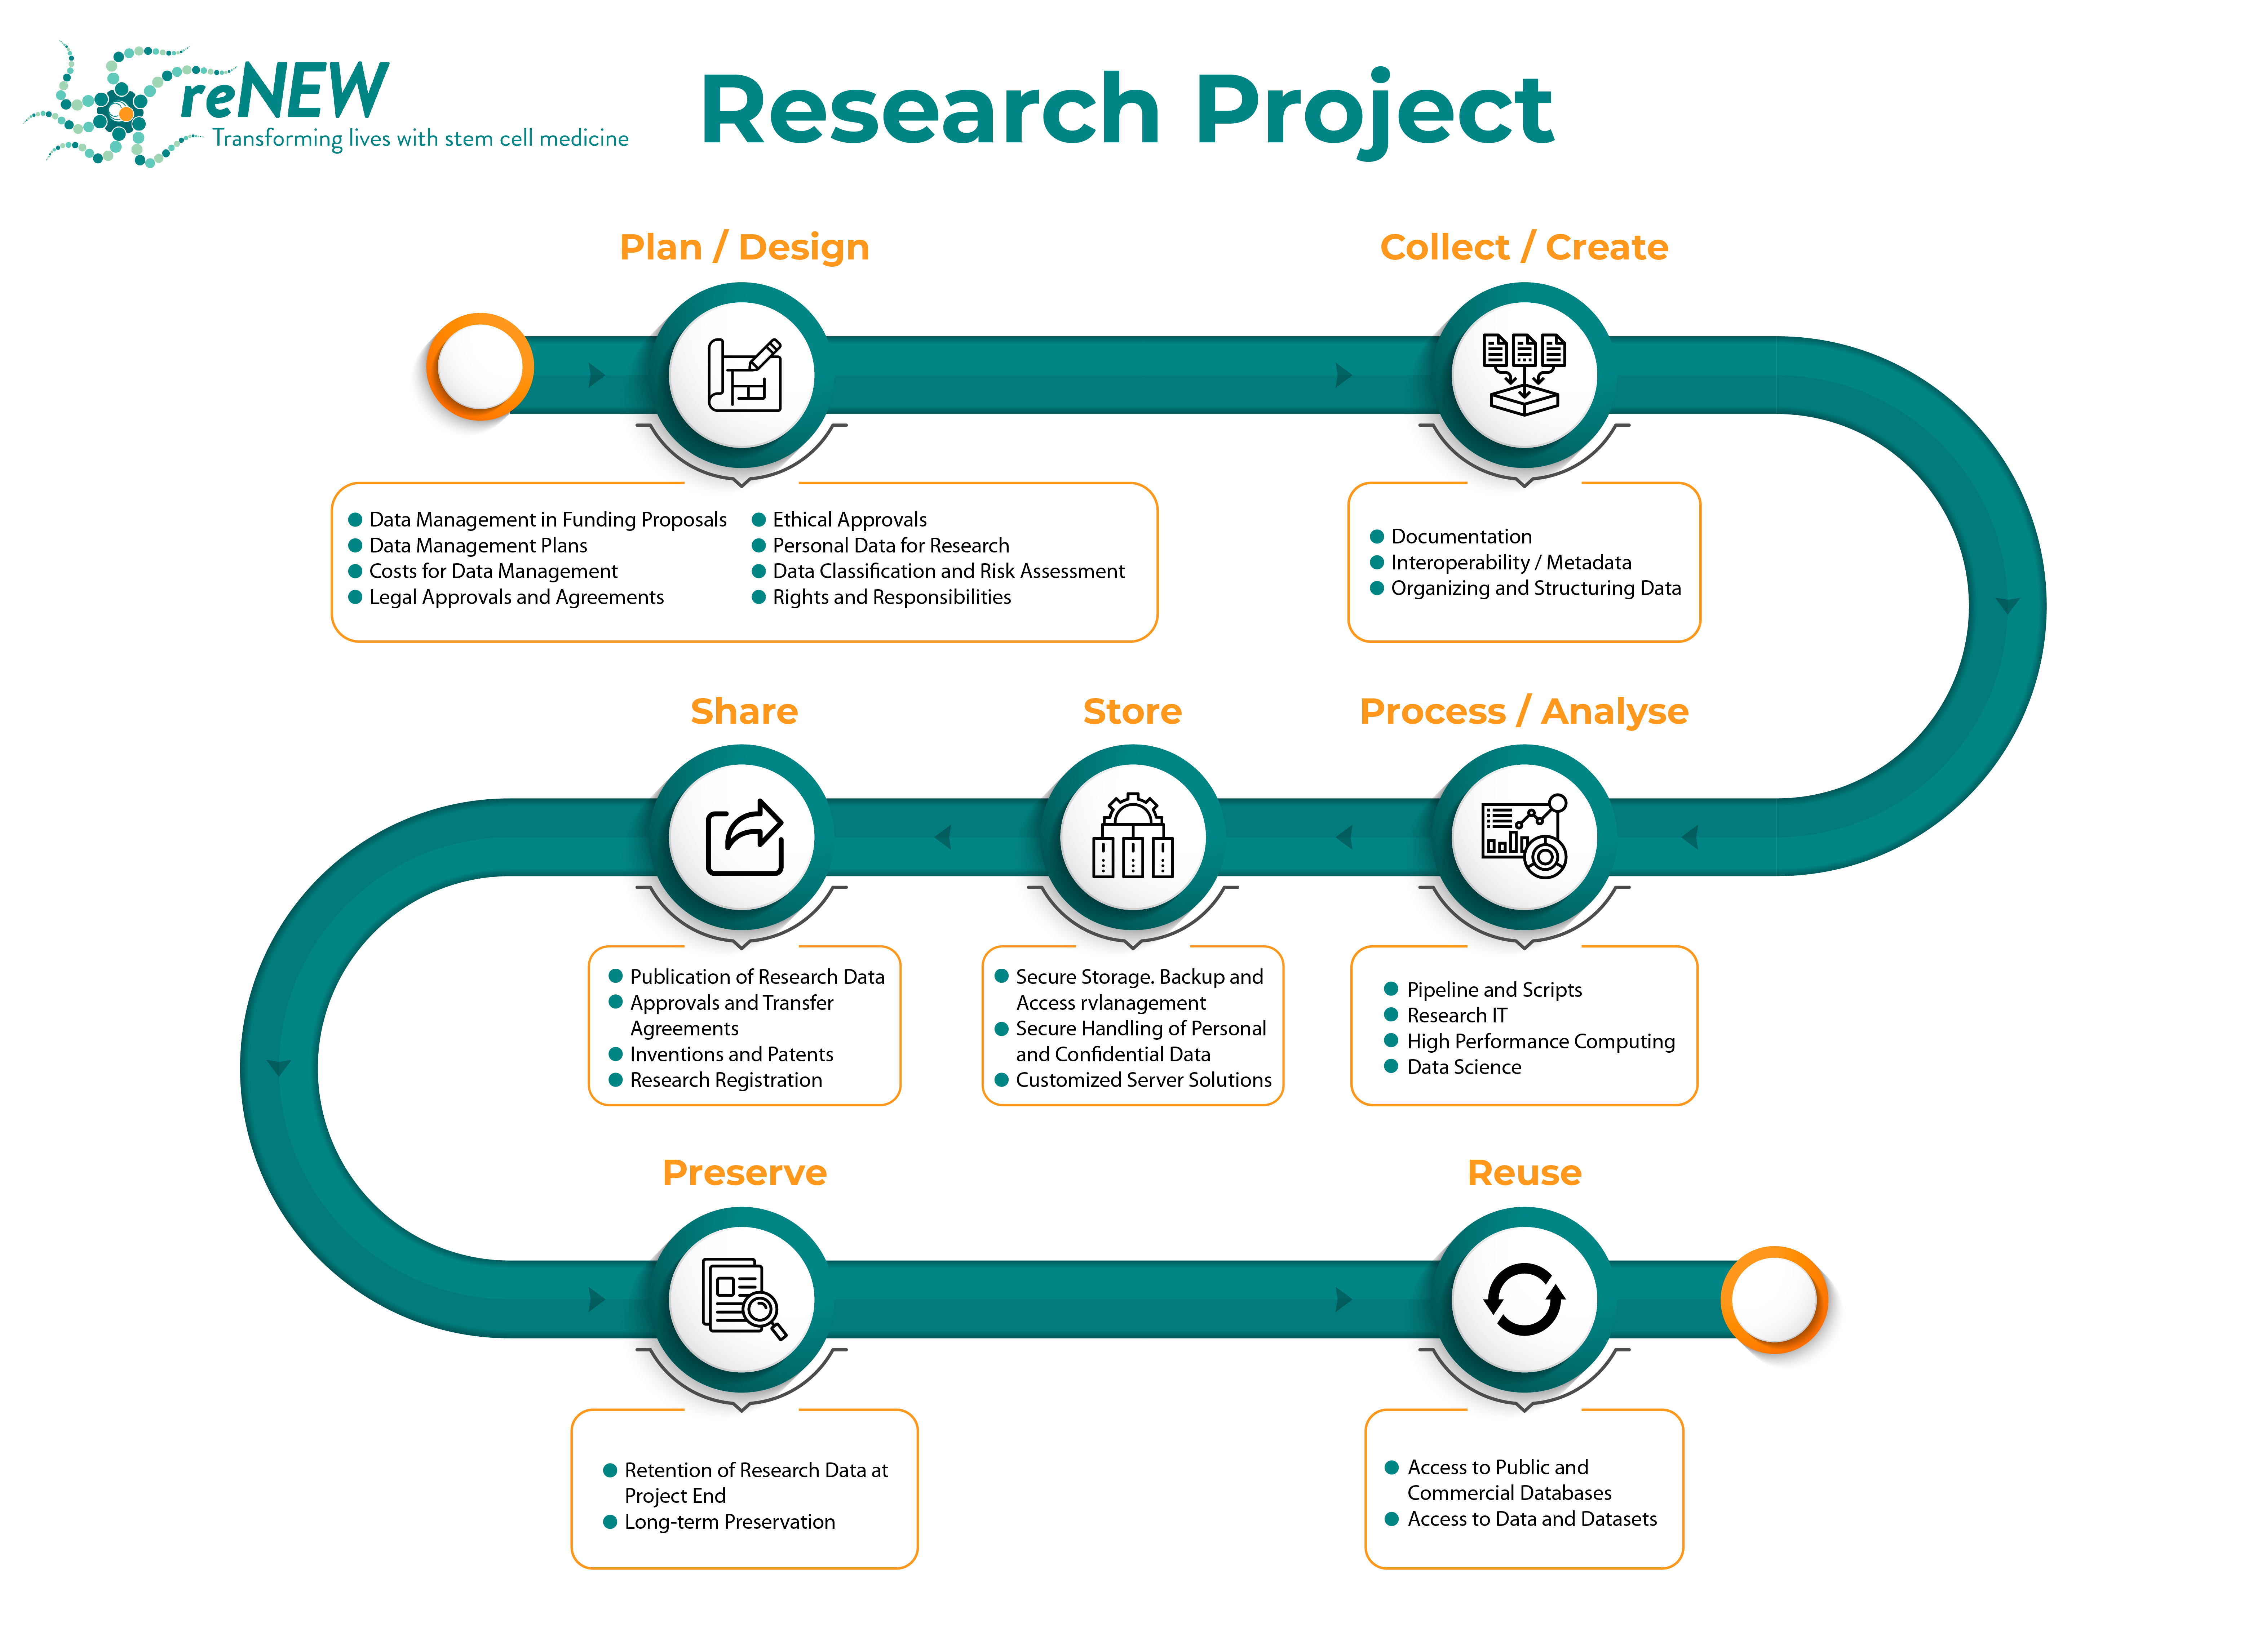 reNEW
Transforming lives with stem cell medicine
Research Project
Plan / Design
Data Management in Funding Proposals
Data Management Plans
Costs for Data Management
Legal Approvals and Agreements
Ethical Approvals
Personal Data for Research
Data Classification and Risk Assessment
Rights and Responsibilities
Collect / Create
Documentation
Interoperability / Metadata
Organizing and Structuring Data
Share
Publication of Research Data
Approvals and Transfer
Agreements
Inventions and Patents
Research Registration
Store
Secure Storage. Backup and
Access rvlanagement
Secure Handling of Personal
and Confidential Data
Customized Server Solutions
Process / Analyse
Pipeline and Scripts
Research IT
High Performance Computing
Data Science
Preserve
Retention of Research Data at
Project End
Long-term Preservation
Reuse
Access to Public and
Commercial Databases
Access to Data and Datasets